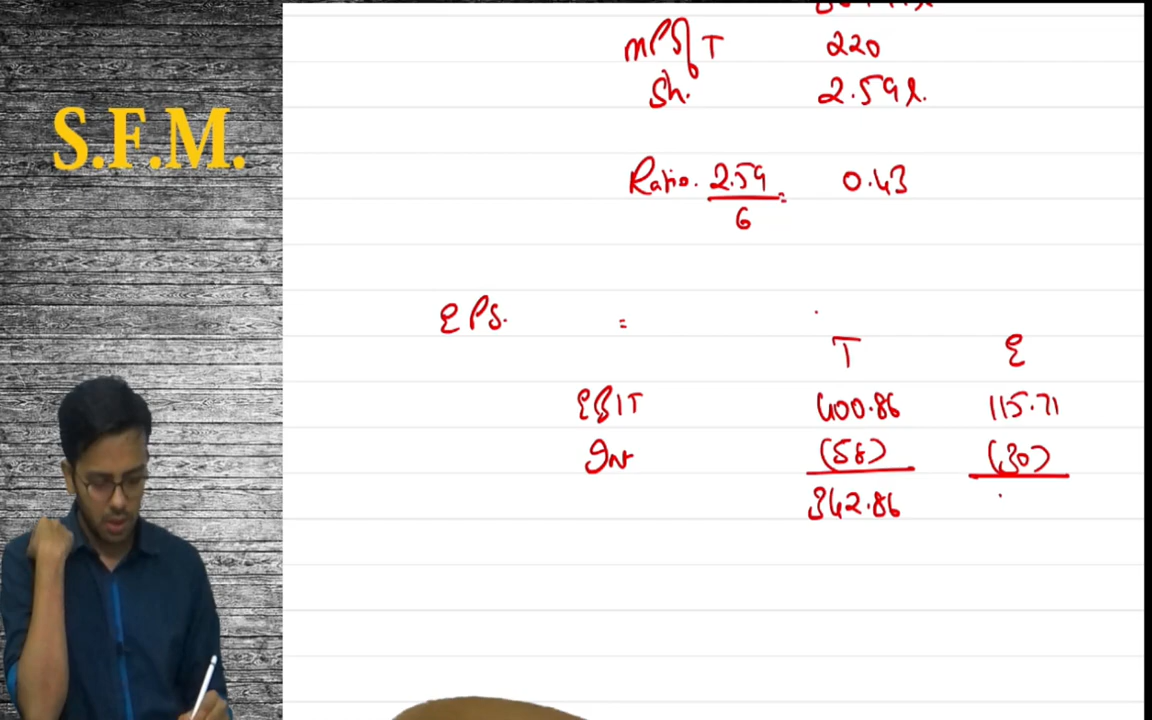 S.F.M.
MPS T 220
Sh. 2.59 l.
Ratio. 2.59 / 6 = 0.43
EPS. =
T E
EBIT 400.86 115.71
Int (58) (30)
342.86